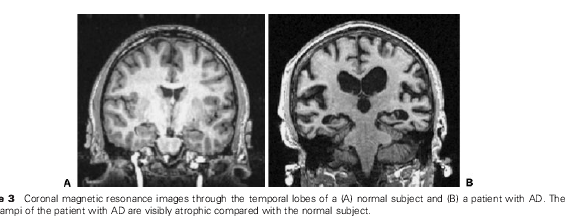 A
B
e 3 Coronal magnetic resonance images through the temporal lobes of a (A) normal subject and (B) a patient with AD. The
ampi of the patient with AD are visibly atrophic compared with the normal subject.